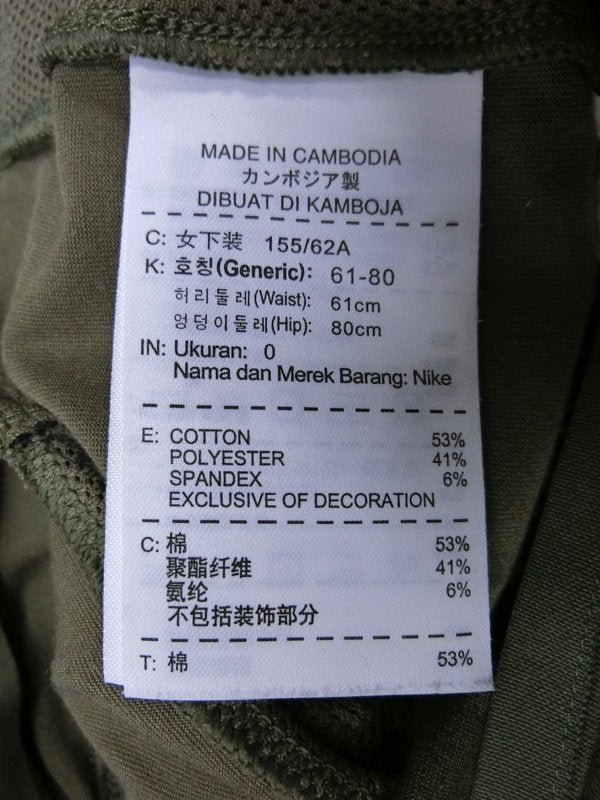 MADE IN CAMBODIA
カンボジア製
DIBUAT DI KAMBOJA
C: 女下装 155/62A
K: 호칭(Generic): 61-80
허리둘레(Waist): 61cm
엉덩이둘레(Hip): 80cm
IN: Ukuran: 0
Nama dan Merek Barang: Nike
E: COTTON 53%
POLYESTER 41%
SPANDEX 6%
EXCLUSIVE OF DECORATION
C: 棉 53%
聚酯纤维 41%
氨纶 6%
不包括装饰部分
T: 棉 53%